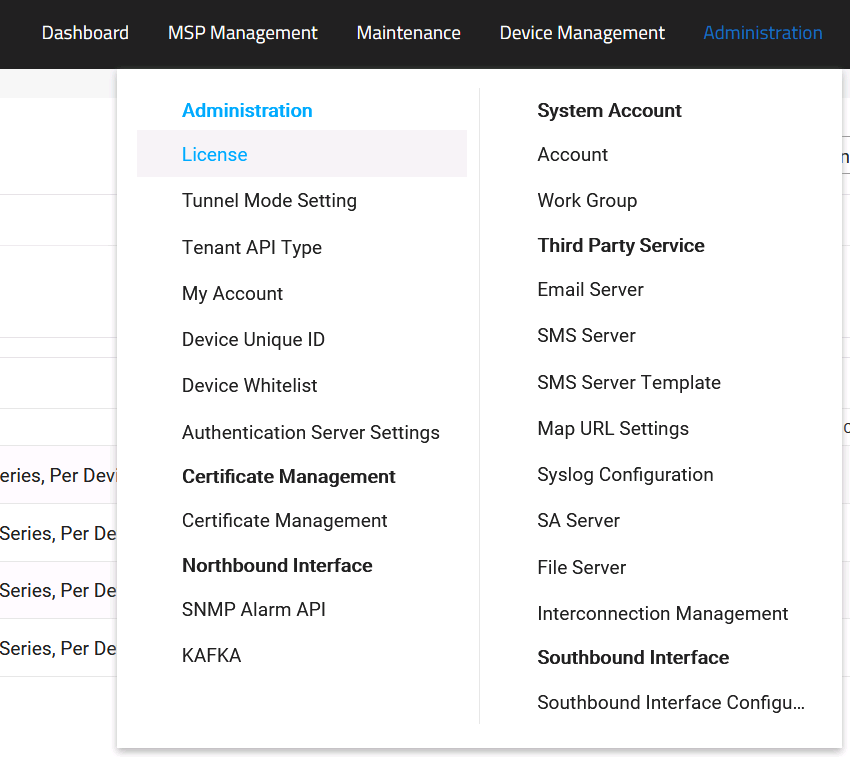 Dashboard MSP Management Maintenance Device Management Administration
Administration
License
Tunnel Mode Setting
Tenant API Type
My Account
Device Unique ID
Device Whitelist
Authentication Server Settings
Certificate Management
Certificate Management
Northbound Interface
SNMP Alarm API
KAFKA
System Account
Account
Work Group
Third Party Service
Email Server
SMS Server
SMS Server Template
Map URL Settings
Syslog Configuration
SA Server
File Server
Interconnection Management
Southbound Interface
Southbound Interface Configu...
eries, Per Devi
Series, Per De
Series, Per De
Series, Per De